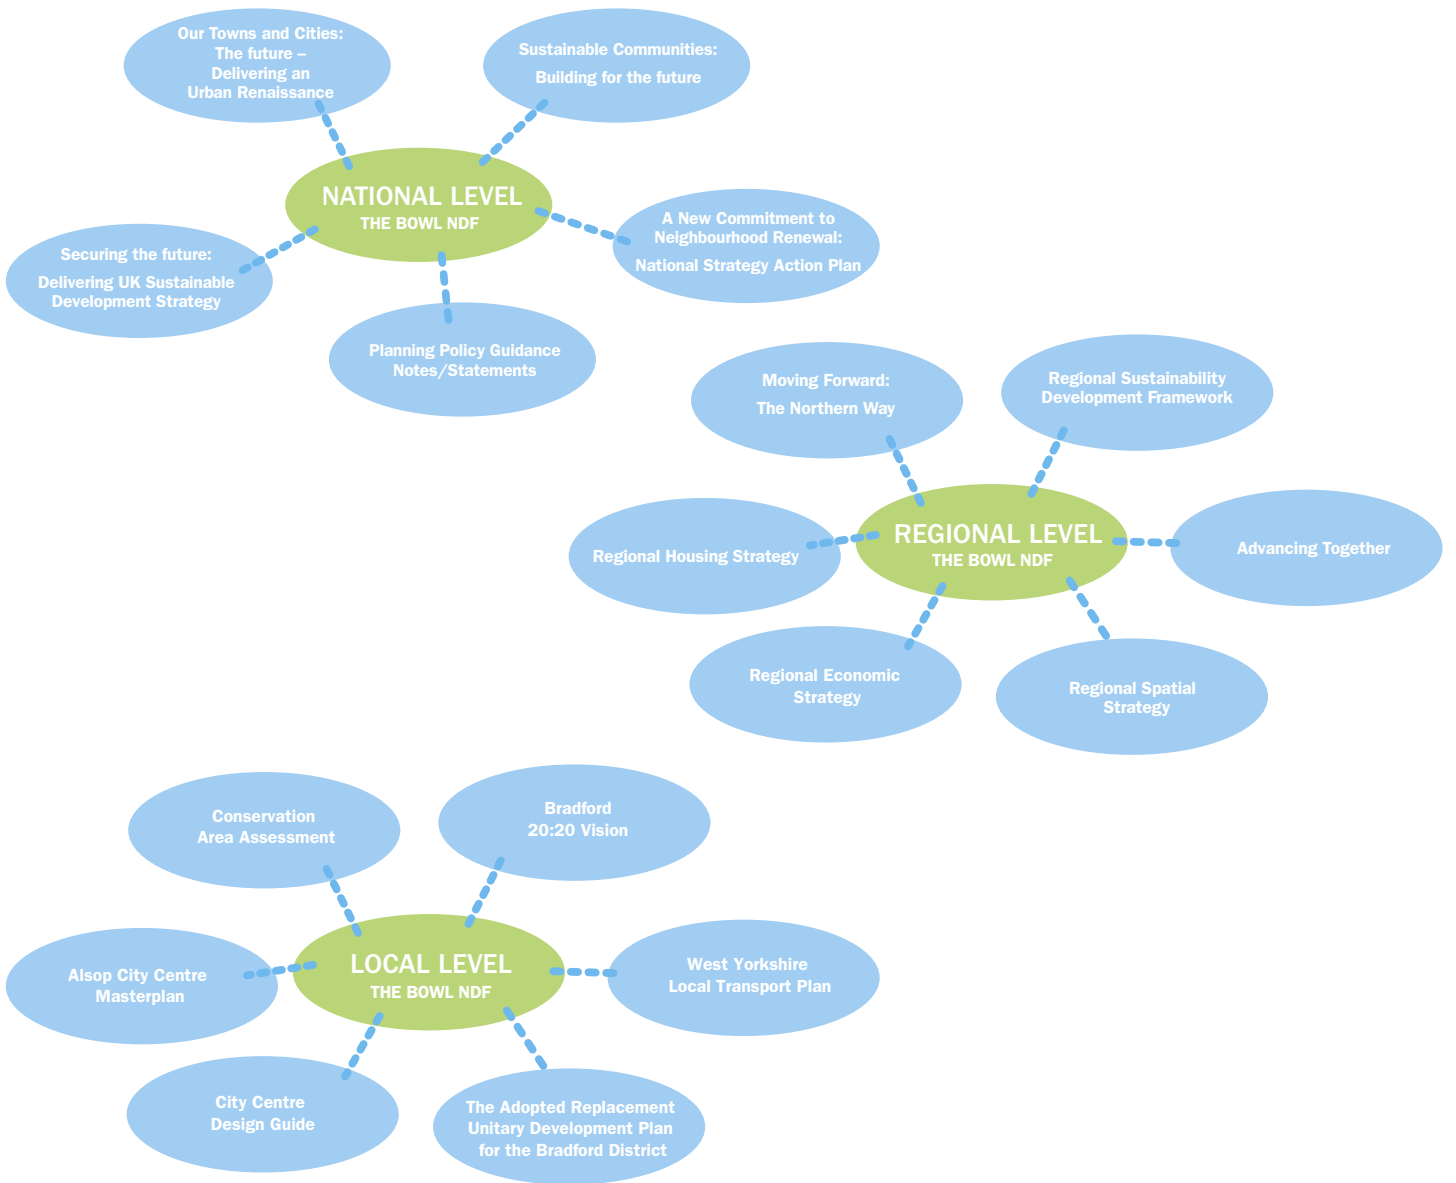 Our Towns and Cities:
The future –
Delivering an
Urban Renaissance
Sustainable Communities:
Building for the future
NATIONAL LEVEL
THE BOWL NDF
A New Commitment to
Neighbourhood Renewal:
National Strategy Action Plan
Securing the future:
Delivering UK Sustainable
Development Strategy
Planning Policy Guidance
Notes/Statements
Moving Forward:
The Northern Way
Regional Sustainability
Development Framework
REGIONAL LEVEL
THE BOWL NDF
Regional Housing Strategy
Advancing Together
Regional Economic
Strategy
Regional Spatial
Strategy
Conservation
Area Assessment
Bradford
20:20 Vision
LOCAL LEVEL
THE BOWL NDF
Alsop City Centre
Masterplan
West Yorkshire
Local Transport Plan
City Centre
Design Guide
The Adopted Replacement
Unitary Development Plan
for the Bradford District